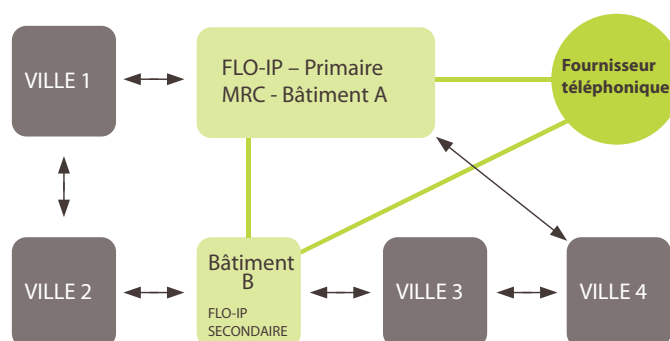 VILLE 1
FLO-IP – Primaire
MRC - Bâtiment A
Fournisseur
téléphonique
VILLE 2
Bâtiment
B
FLO-IP
SECONDAIRE
VILLE 3
VILLE 4